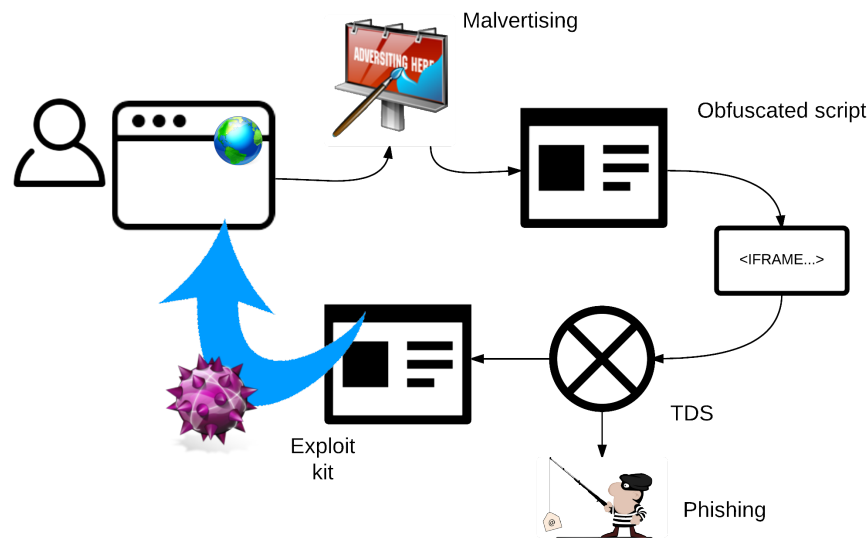 Malvertising
ADVERSITING HERE
Obfuscated script
<IFRAME...>
TDS
Exploit
kit
Phishing
@